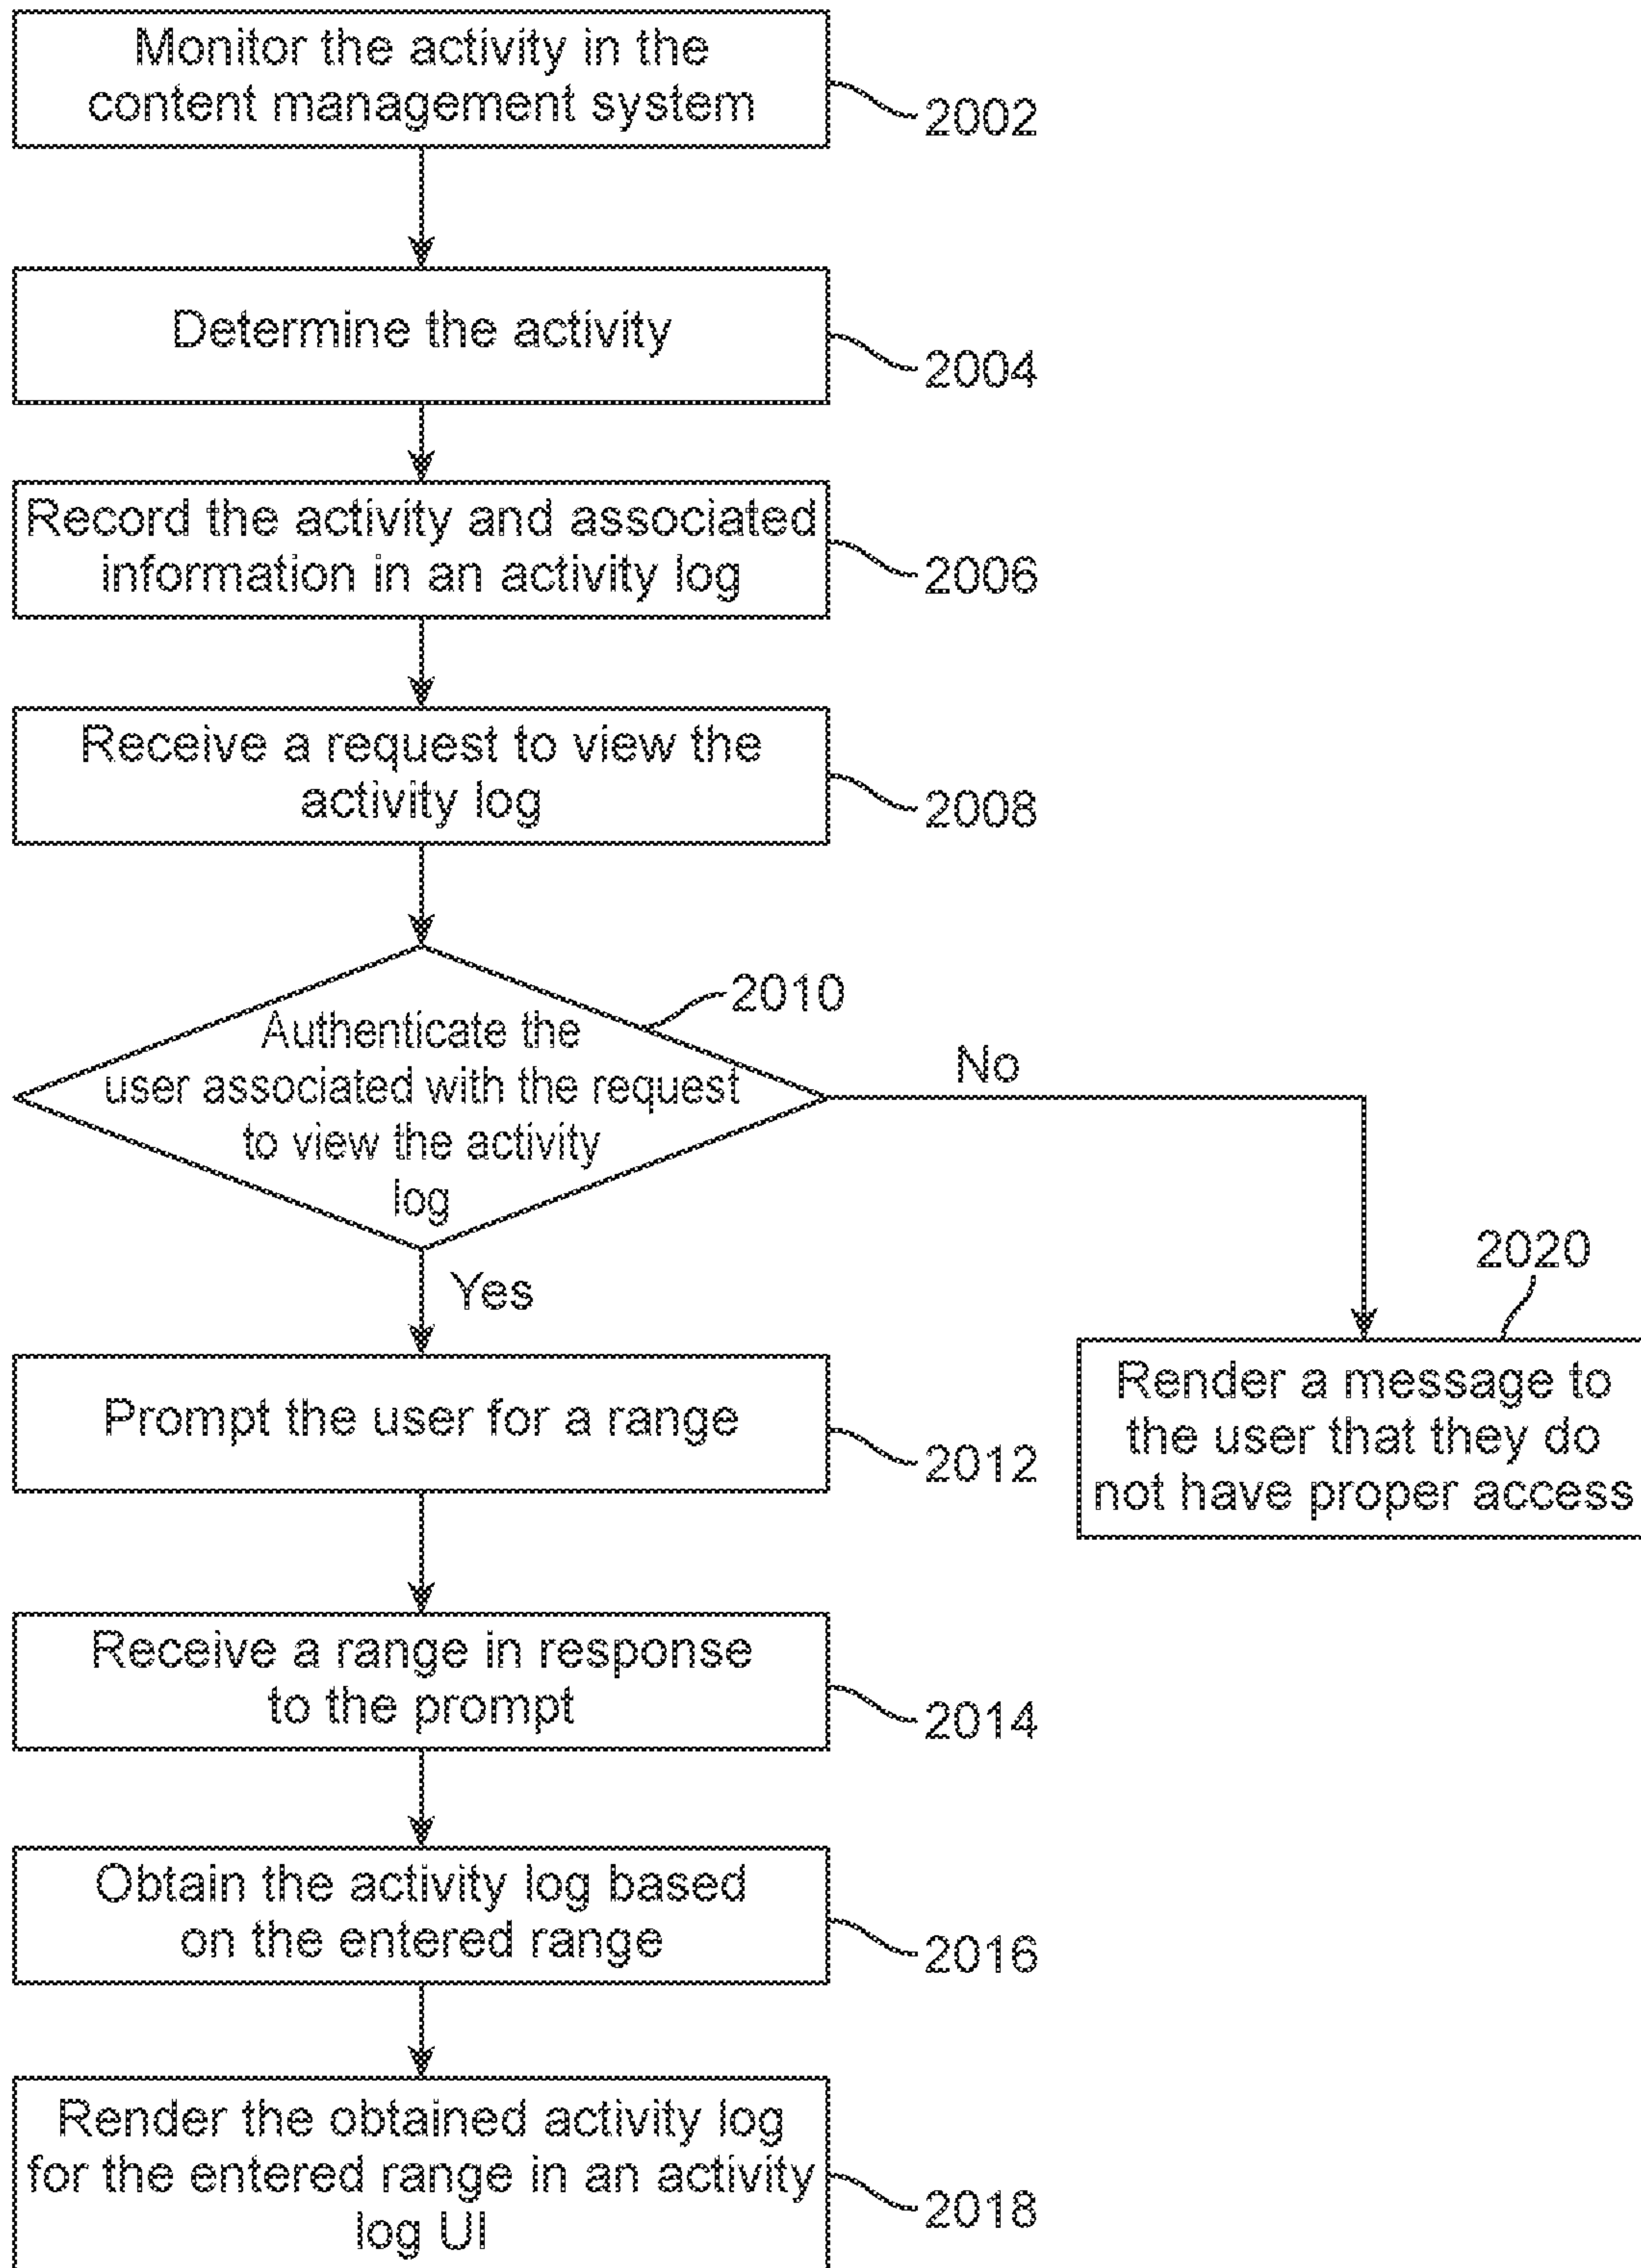 Monitor the activity in the
content management system
2002
Determine the activity
2004
Record the activity and associated
information in an activity log
2006
Receive a request to view the
activity log
2008
2010
Authenticate the
user associated with the request
to view the activity
log
No
Yes
2020
Prompt the user for a range
2012
Render a message to
the user that they do
not have proper access
Receive a range in response
to the prompt
2014
Obtain the activity log based
on the entered range
2016
Render the obtained activity log
for the entered range in an activity
log UI
2018